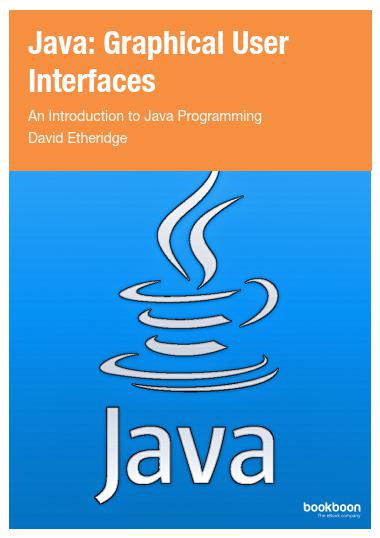 Java: Graphical User
Interfaces
An Introduction to Java Programming
David Etheridge
Java
bookboon
The eBook company